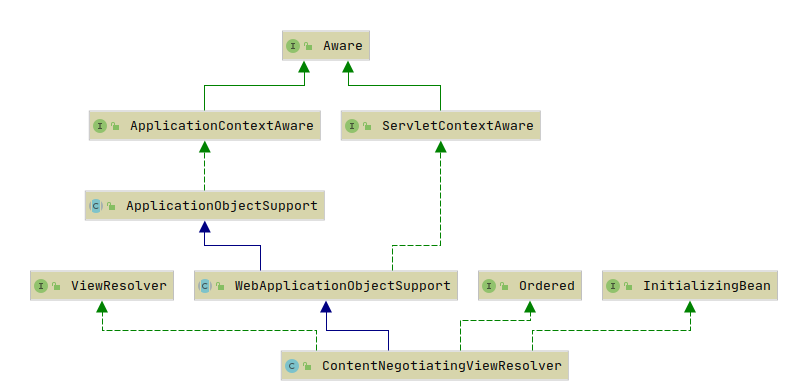 I Aware
I ApplicationContextAware
I ServletContextAware
C ApplicationObjectSupport
I ViewResolver
C WebApplicationObjectSupport
I Ordered
I InitializingBean
C ContentNegotiatingViewResolver